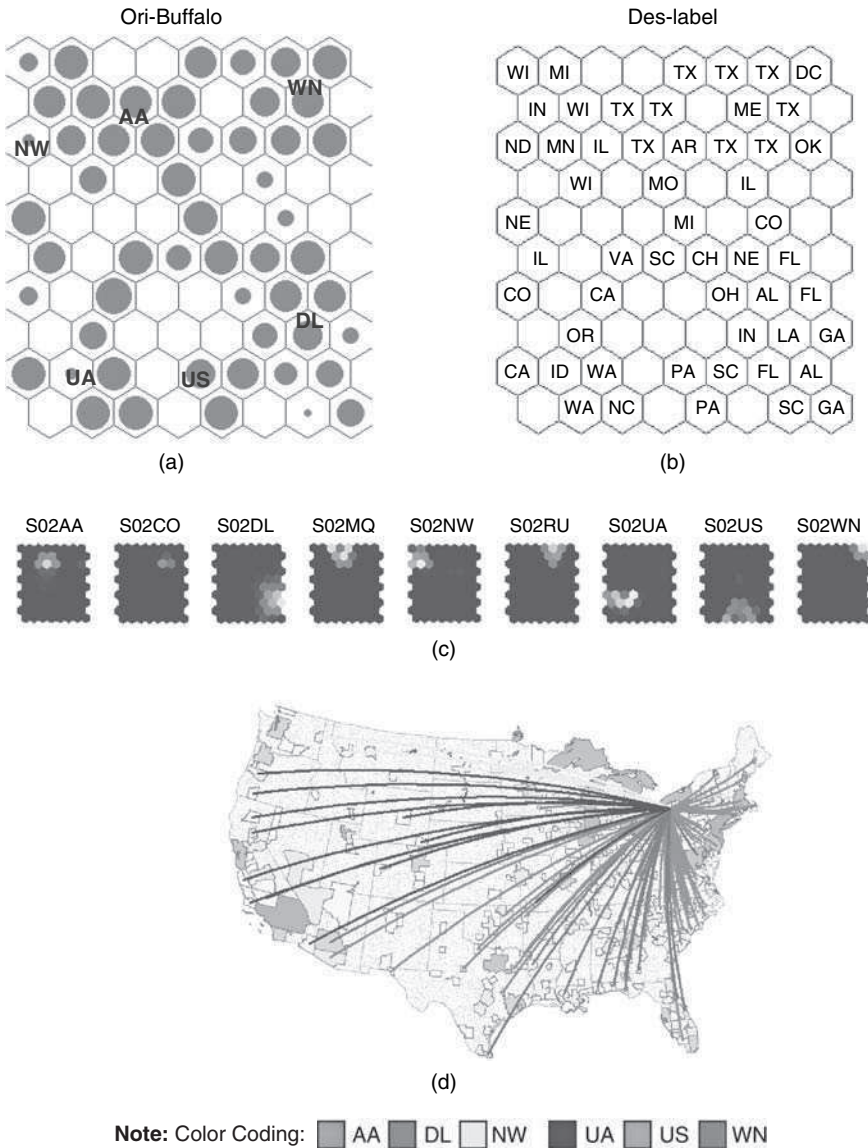 Ori-Buffalo Des-label
WN
AA
NW
DL
UA US
(a)
WI MI TX TX TX DC
IN WI TX TX ME TX
ND MN IL TX AR TX TX OK
WI MO IL
NE MI CO
IL VA SC CH NE FL
CO CA OH AL FL
OR IN LA GA
CA ID WA PA SC FL AL
WA NC PA SC GA
(b)
S02AA S02CO S02DL S02MQ S02NW S02RU S02UA S02US S02WN
(c)
(d)
Note: Color Coding: AA DL NW UA US WN